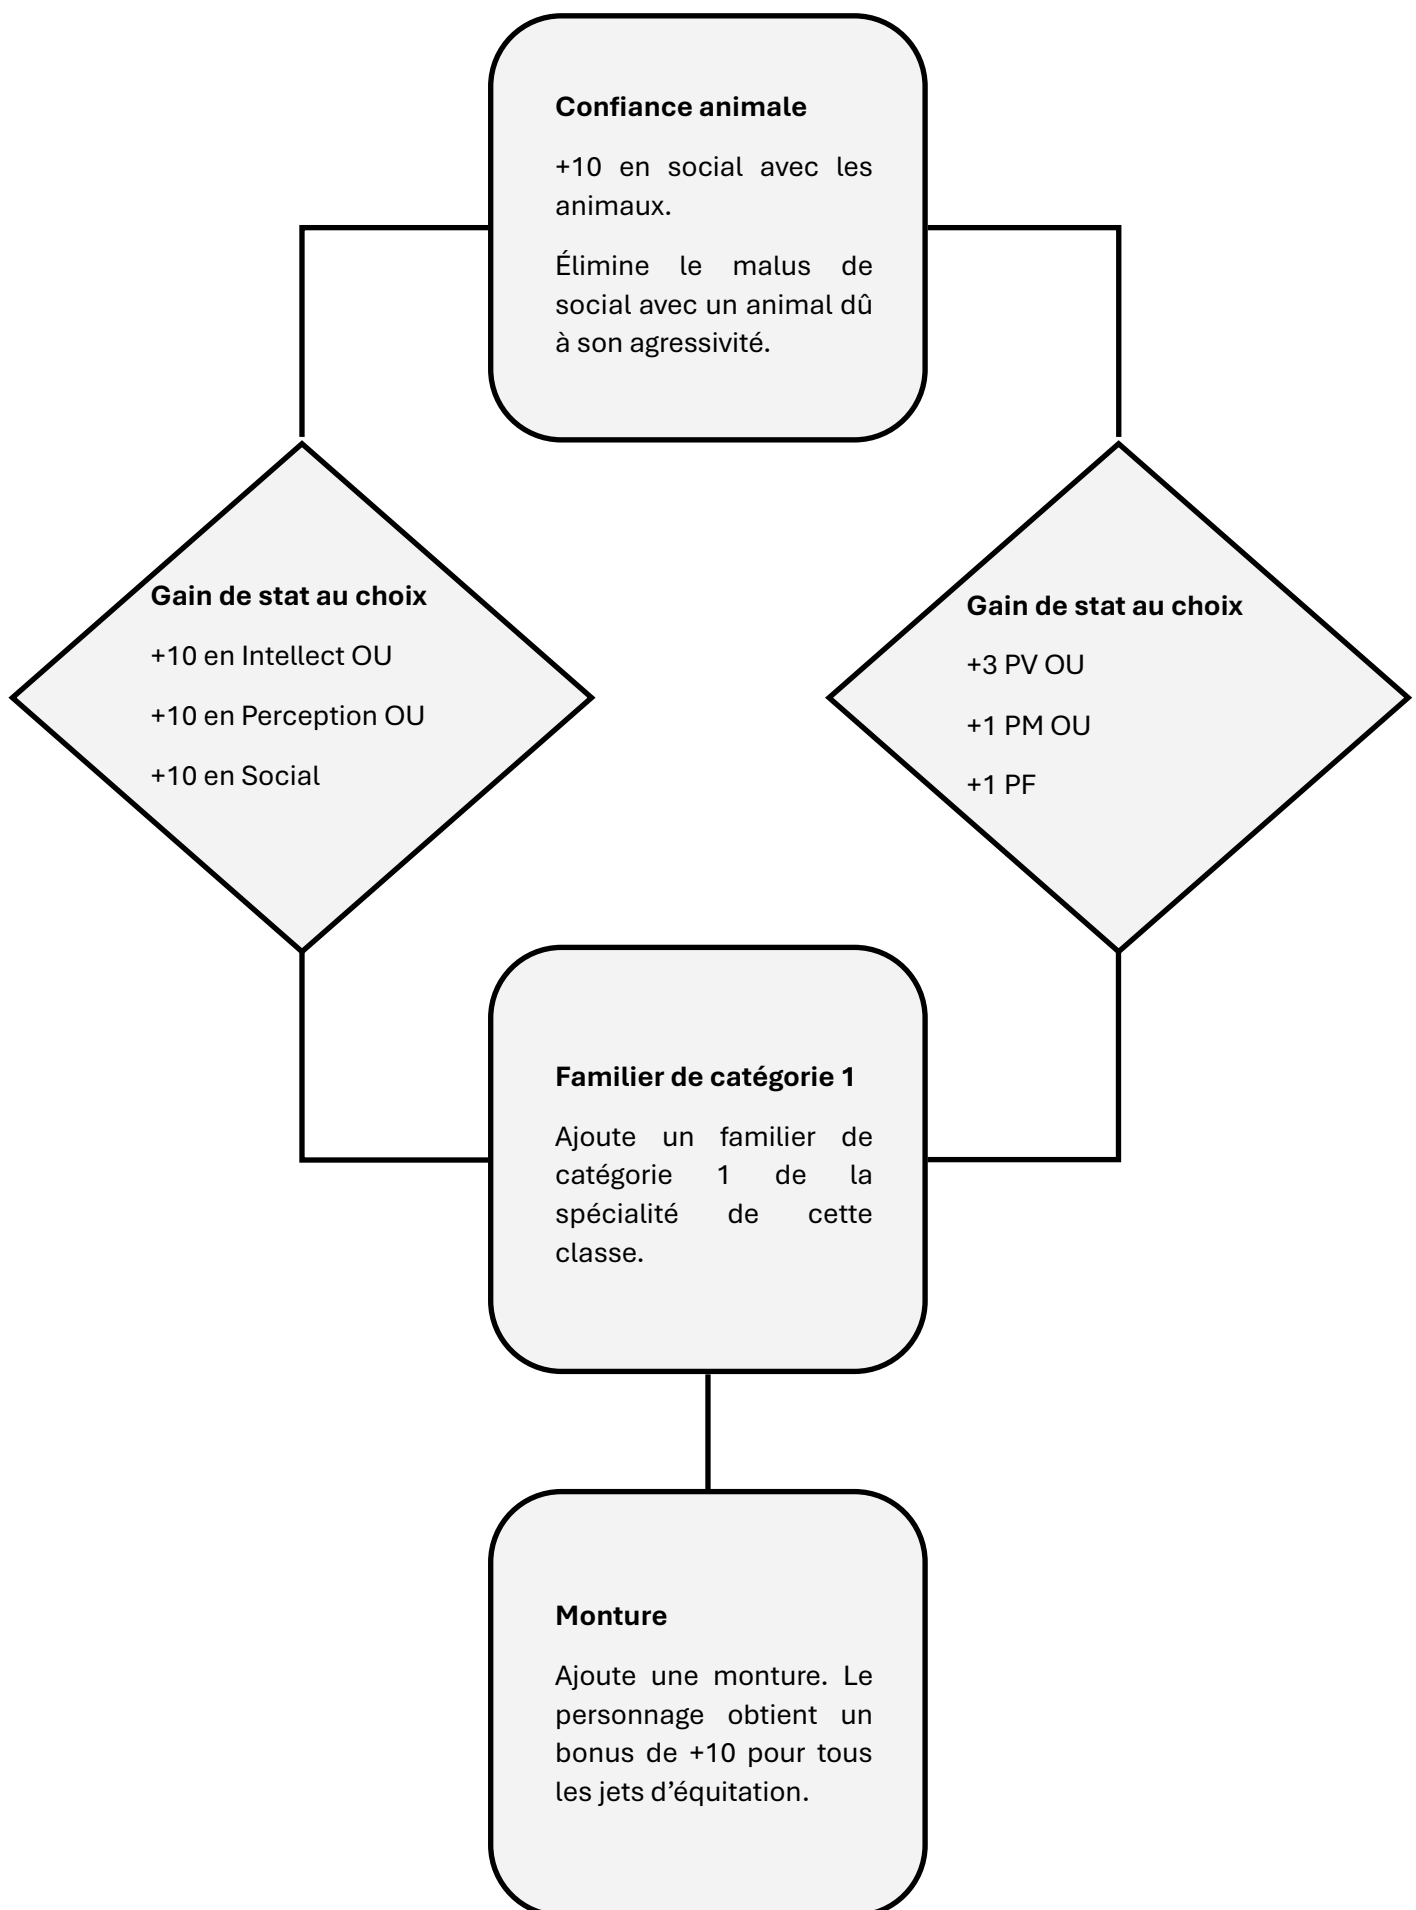 Confiance animale
+10 en social avec les
animaux.
Élimine le malus de
social avec un animal dû
à son agressivité.
Gain de stat au choix
+10 en Intellect OU
+10 en Perception OU
+10 en Social
Gain de stat au choix
+3 PV OU
+1 PM OU
+1 PF
Familier de catégorie 1
Ajoute un familier de
catégorie 1 de la
spécialité de cette
classe.
Monture
Ajoute une monture. Le
personnage obtient un
bonus de +10 pour tous
les jets d’équitation.